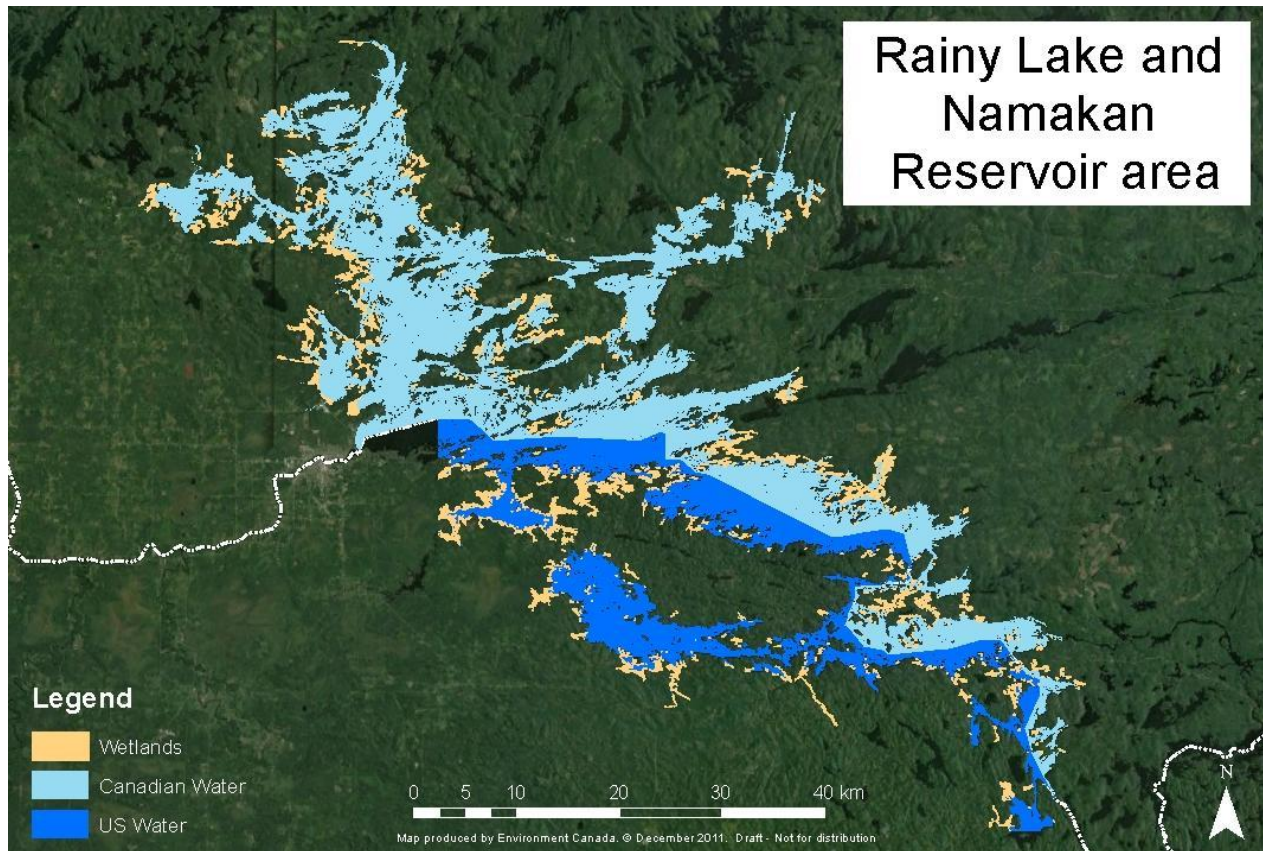 Rainy Lake and
Namakan
Reservoir area
Legend
Wetlands
Canadian Water
US Water
0 5 10 20 30 40 km
Map produced by Environment Canada. © December 2011. Draft - Not for distribution
N